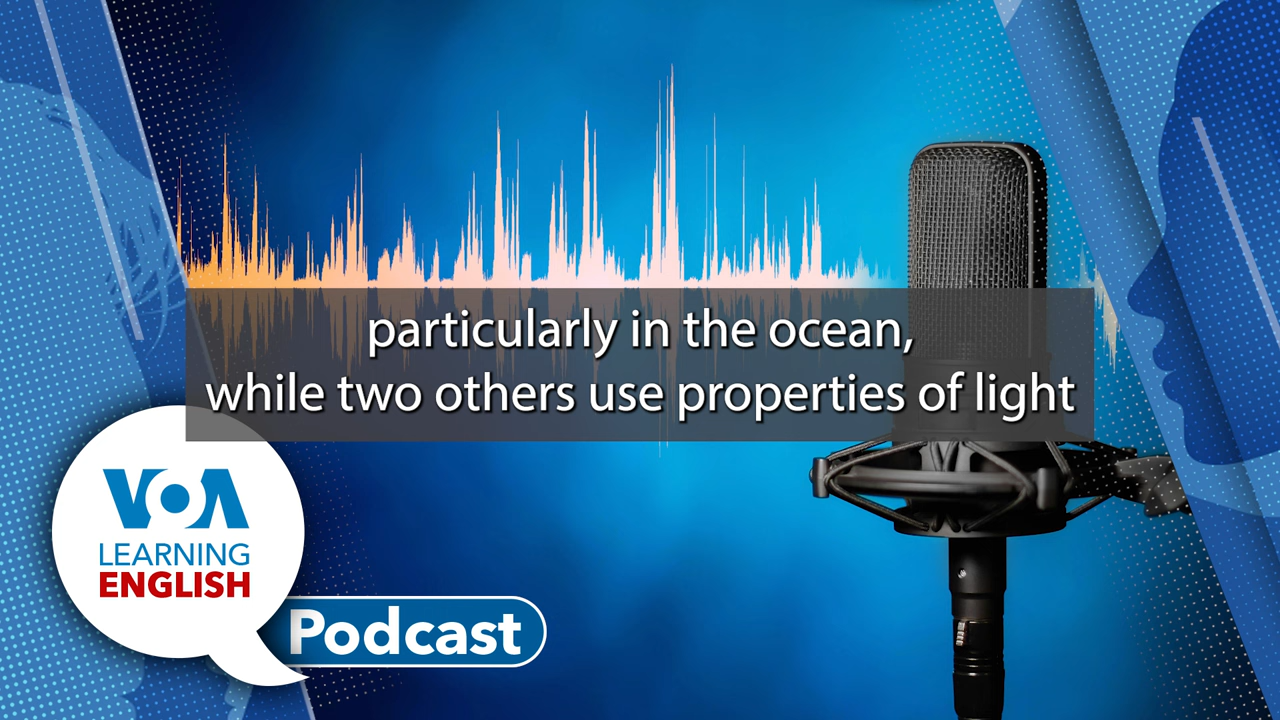 particularly in the ocean,
while two others use properties of light
VOA
LEARNING
ENGLISH
Podcast